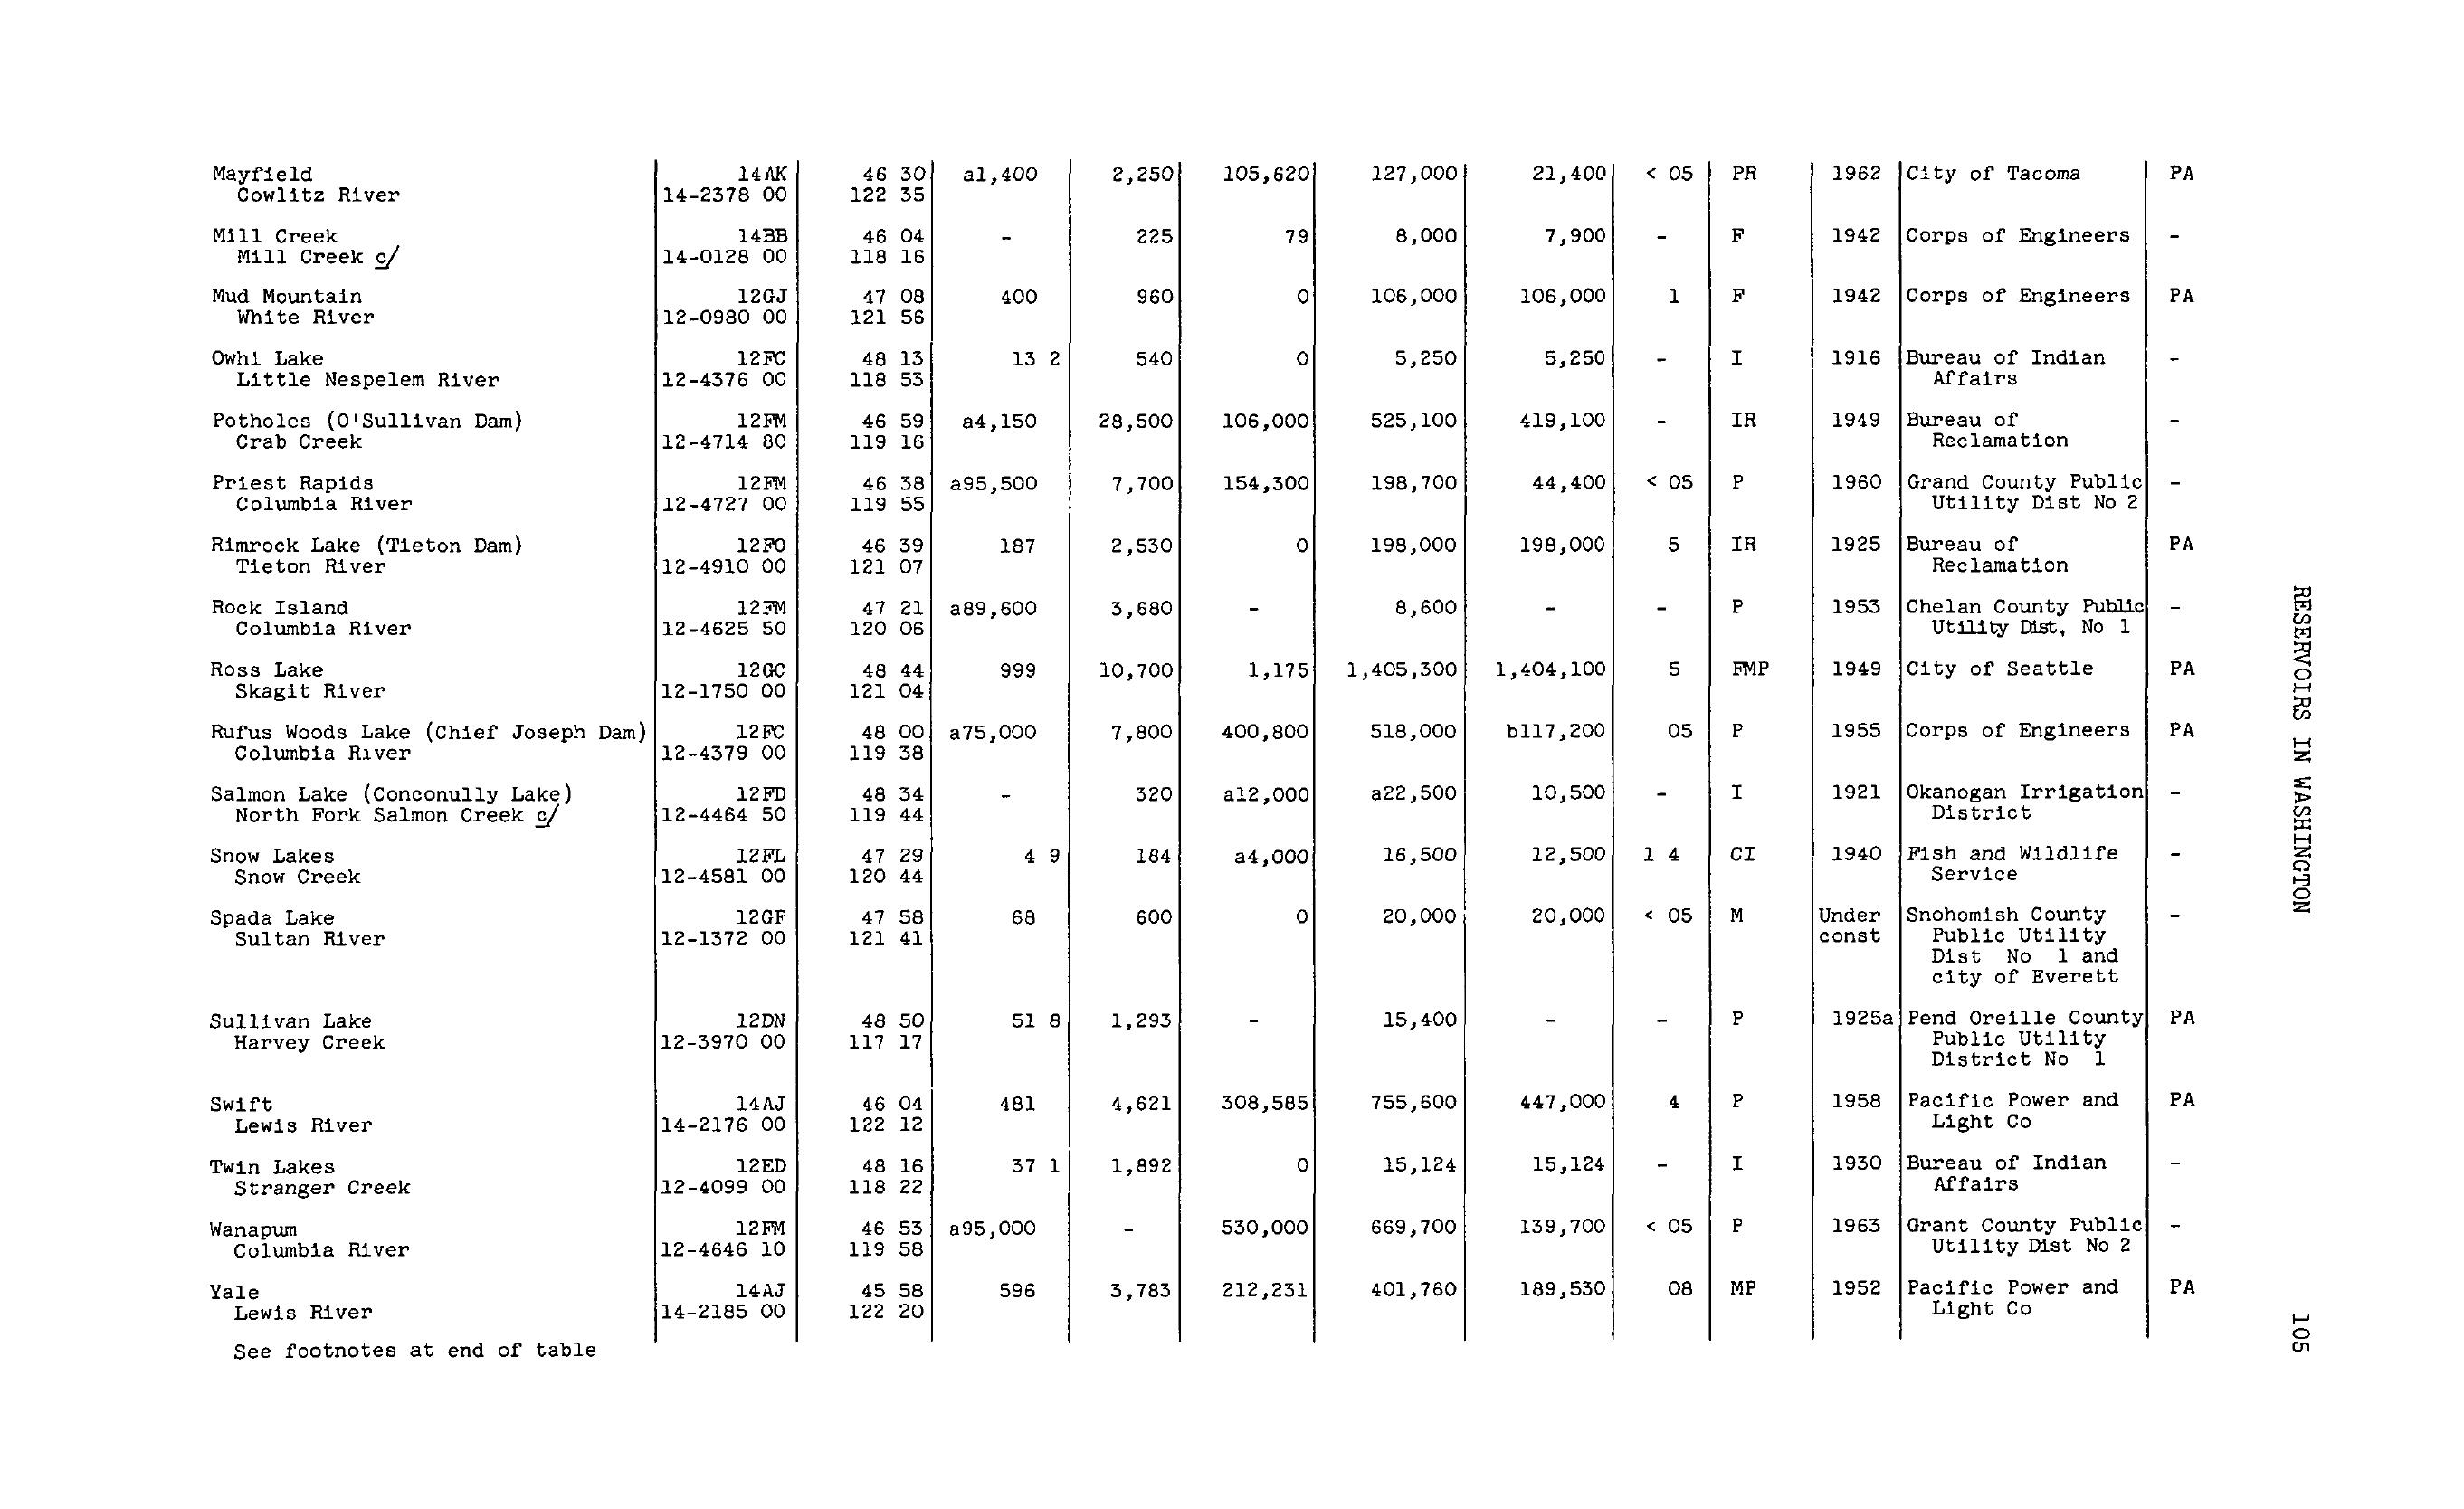 Mayfield 14AK 46 30 a1,400 2,250 105,620 127,000 21,400 < 05 PR 1962 City of Tacoma PA
Cowlitz River 14-2378 00 122 35
Mill Creek 14BB 46 04 - 225 79 8,000 7,900 - F 1942 Corps of Engineers -
Mill Creek c/ 14-0128 00 118 16
Mud Mountain 12GJ 47 08 400 960 0 106,000 106,000 1 F 1942 Corps of Engineers PA
White River 12-0980 00 121 56
Owhi Lake 12FC 48 13 13 2 540 0 5,250 5,250 - I 1916 Bureau of Indian -
Little Nespelem River 12-4376 00 118 53 Affairs
Potholes (O'Sullivan Dam) 12FM 46 59 a4,150 28,500 106,000 525,100 419,100 - IR 1949 Bureau of -
Crab Creek 12-4714 80 119 16 Reclamation
Priest Rapids 12FM 46 38 a95,500 7,700 154,300 198,700 44,400 < 05 P 1960 Grand County Public -
Columbia River 12-4727 00 119 55 Utility Dist No 2
Rimrock Lake (Tieton Dam) 12FO 46 39 187 2,530 0 198,000 198,000 5 IR 1925 Bureau of PA
Tieton River 12-4910 00 121 07 Reclamation
Rock Island 12FM 47 21 a89,600 3,680 - 8,600 - - P 1953 Chelan County Public -
Columbia River 12-4625 50 120 06 Utility Dist, No 1
Ross Lake 12GC 48 44 999 10,700 1,175 1,405,300 1,404,100 5 FMP 1949 City of Seattle PA
Skagit River 12-1750 00 121 04
Rufus Woods Lake (Chief Joseph Dam) 12FC 48 00 a75,000 7,800 400,800 518,000 b117,200 05 P 1955 Corps of Engineers PA
Columbia River 12-4379 00 119 38
Salmon Lake (Conconully Lake) 12FD 48 34 - 320 a12,000 a22,500 10,500 - I 1921 Okanogan Irrigation -
North Fork Salmon Creek c/ 12-4464 50 119 44 District
Snow Lakes 12FL 47 29 4 9 184 a4,000 16,500 12,500 1 4 CI 1940 Fish and Wildlife -
Snow Creek 12-4581 00 120 44 Service
Spada Lake 12GF 47 58 68 600 0 20,000 20,000 < 05 M Under Snohomish County -
Sultan River 12-1372 00 121 41 const Public Utility
Dist No 1 and
city of Everett
Sullivan Lake 12DN 48 50 51 8 1,293 - 15,400 - - P 1925a Pend Oreille County PA
Harvey Creek 12-3970 00 117 17 Public Utility
District No 1
Swift 14AJ 46 04 481 4,621 308,585 755,600 447,000 4 P 1958 Pacific Power and PA
Lewis River 14-2176 00 122 12 Light Co
Twin Lakes 12ED 48 16 37 1 1,892 0 15,124 15,124 - I 1930 Bureau of Indian -
Stranger Creek 12-4099 00 118 22 Affairs
Wanapum 12FM 46 53 a95,000 - 530,000 669,700 139,700 < 05 P 1963 Grant County Public -
Columbia River 12-4646 10 119 58 Utility Dist No 2
Yale 14AJ 45 58 596 3,783 212,231 401,760 189,530 08 MP 1952 Pacific Power and PA
Lewis River 14-2185 00 122 20 Light Co
See footnotes at end of table
RESERVOIRS IN WASHINGTON
105